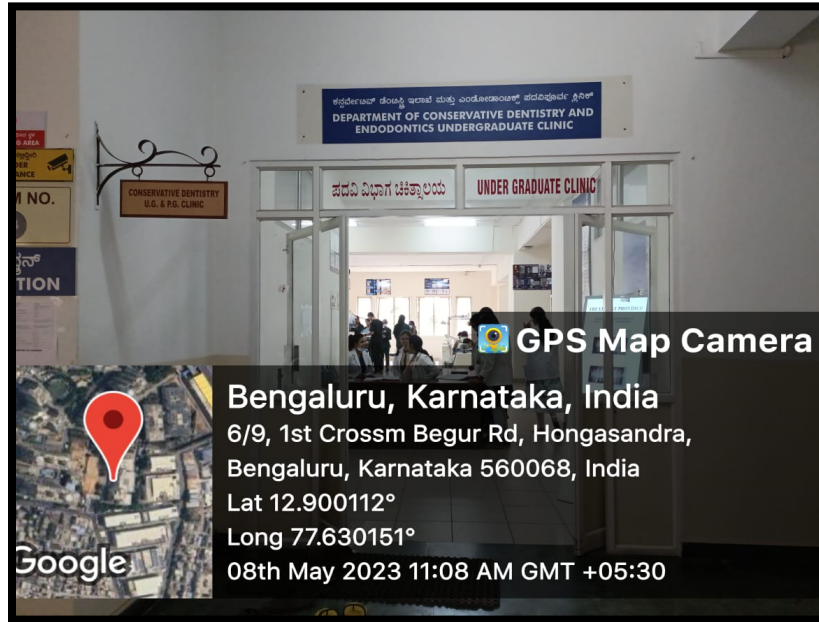 ಕನ್ಸರ್ವೇಟಿವ್ ಡೆಂಟಿಸ್ಟ್ರಿ ಇಲಾಖೆ ಮತ್ತು ಎಂಡೋಡಾಂಟಿಕ್ಸ್ ಪದವಿಪೂರ್ವ ಕ್ಲಿನಿಕ್
DEPARTMENT OF CONSERVATIVE DENTISTRY AND
ENDODONTICS UNDERGRADUATE CLINIC
ಪದವಿ ವಿಭಾಗ ಚಿಕಿತ್ಸಾಲಯ
UNDER GRADUATE CLINIC
CONSERVATIVE DENTISTRY
U.G. & P.G. CLINIC
G AREA
M NO.
TION
GPS Map Camera
Bengaluru, Karnataka, India
6/9, 1st Crossm Begur Rd, Hongasandra,
Bengaluru, Karnataka 560068, India
Lat 12.900112°
Long 77.630151°
08th May 2023 11:08 AM GMT +05:30
Google